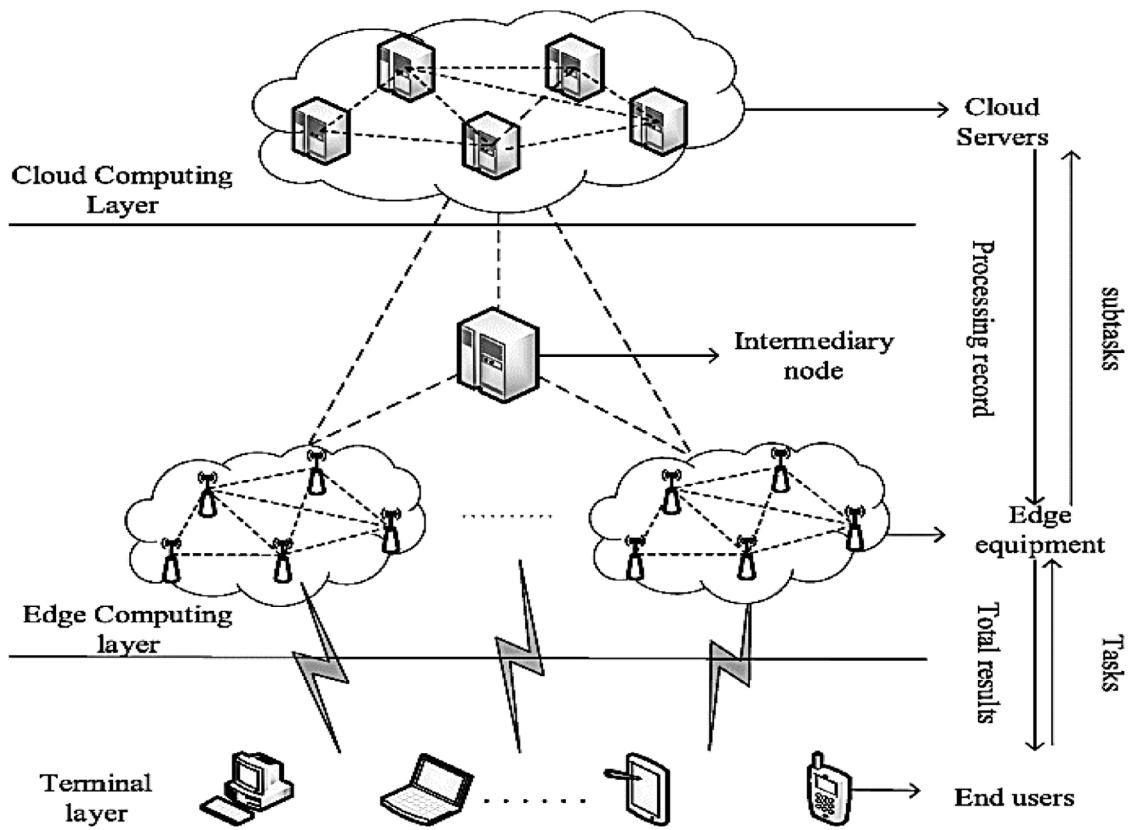 Cloud
Servers
Cloud Computing
Layer
Processing record
subtasks
Intermediary
node
Edge
equipment
Edge Computing
layer
Total results
Tasks
Terminal
layer
End users